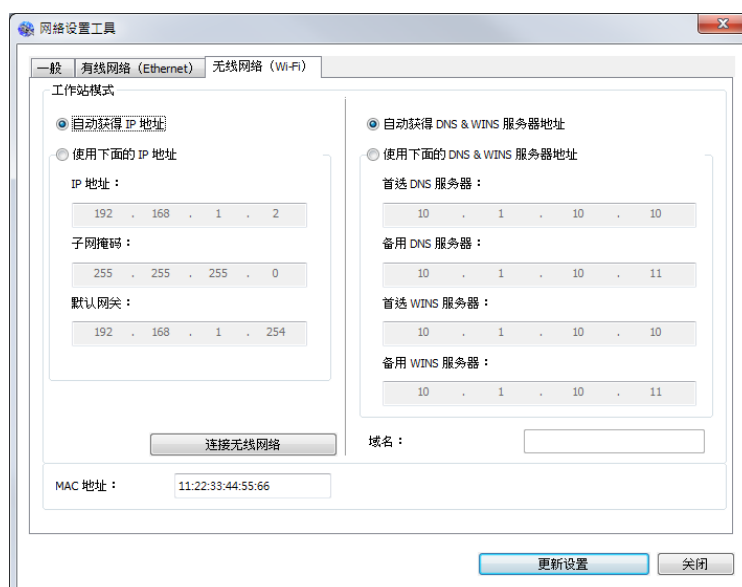 网络设置工具
一般 有线网络（Ethernet） 无线网络（Wi-Fi）
工作站模式
自动获得 IP 地址
使用下面的 IP 地址
IP 地址：
192 . 168 . 1 . 2
子网掩码：
255 . 255 . 255 . 0
默认网关：
192 . 168 . 1 . 254
连接无线网络
自动获得 DNS & WINS 服务器地址
使用下面的 DNS & WINS 服务器地址
首选 DNS 服务器：
10 . 1 . 10 . 10
备用 DNS 服务器：
10 . 1 . 10 . 11
首选 WINS 服务器：
10 . 1 . 10 . 10
备用 WINS 服务器：
10 . 1 . 10 . 11
域名：
MAC 地址： 11:22:33:44:55:66
更新设置 关闭